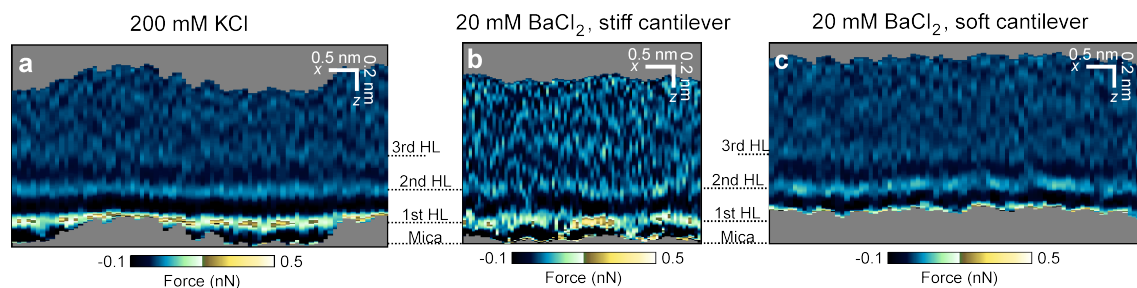 200 mM KCl
20 mM BaCl₂, stiff cantilever
20 mM BaCl₂, soft cantilever
a
0.5 nm
x
0.2 nm
z
b
0.5 nm
x
0.2 nm
z
c
0.5 nm
x
0.2 nm
z
3rd HL
2nd HL
1st HL
Mica
3rd HL
2nd HL
1st HL
Mica
-0.1
0.5
Force (nN)
-0.1
0.5
Force (nN)
-0.1
0.5
Force (nN)